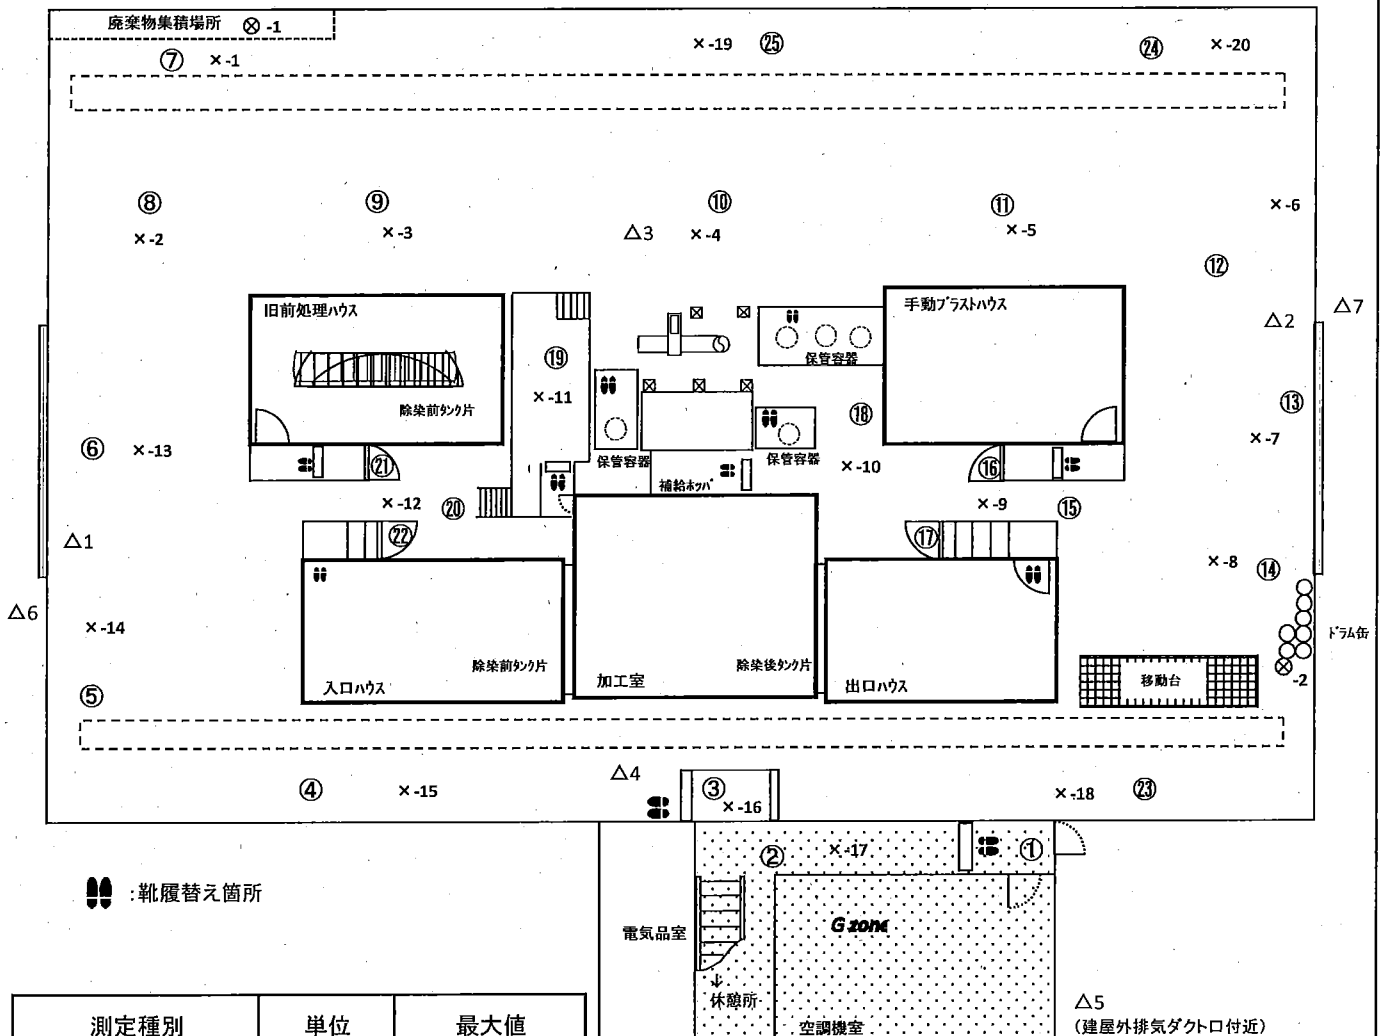 廃棄物集積場所 ⊗ -1
⑦ ×-1
×-19 ㉕
㉔ ×-20
⑧
×-2
⑨
×-3
⑩
△3 ×-4
⑪
×-5
×-6
⑫
△7
△2
旧前処理ハウス
除染前タンク片
⑲
×-11
保管容器
手動ブラストハウス
⑱
⑬
×-7
⑥ ×-13
㉑
保管容器
保管容器
補給ホッパ
×-10
⑯
×-12 ⑳
×-9 ⑮
△1
㉒
⑰
×-8 ⑭
△6
×-14
ドラム缶
除染前タンク片
入口ハウス
除染後タンク片
加工室
出口ハウス
移動台
-2
⑤
④ ×-15
△4
③
×-16
×-18 ㉓
② ×-17
①
:靴履替え箇所
電気品室
G zone
↓
休憩所
空調機室
△5
(建屋外排気ダクト口付近)
測定種別 単位 最大値